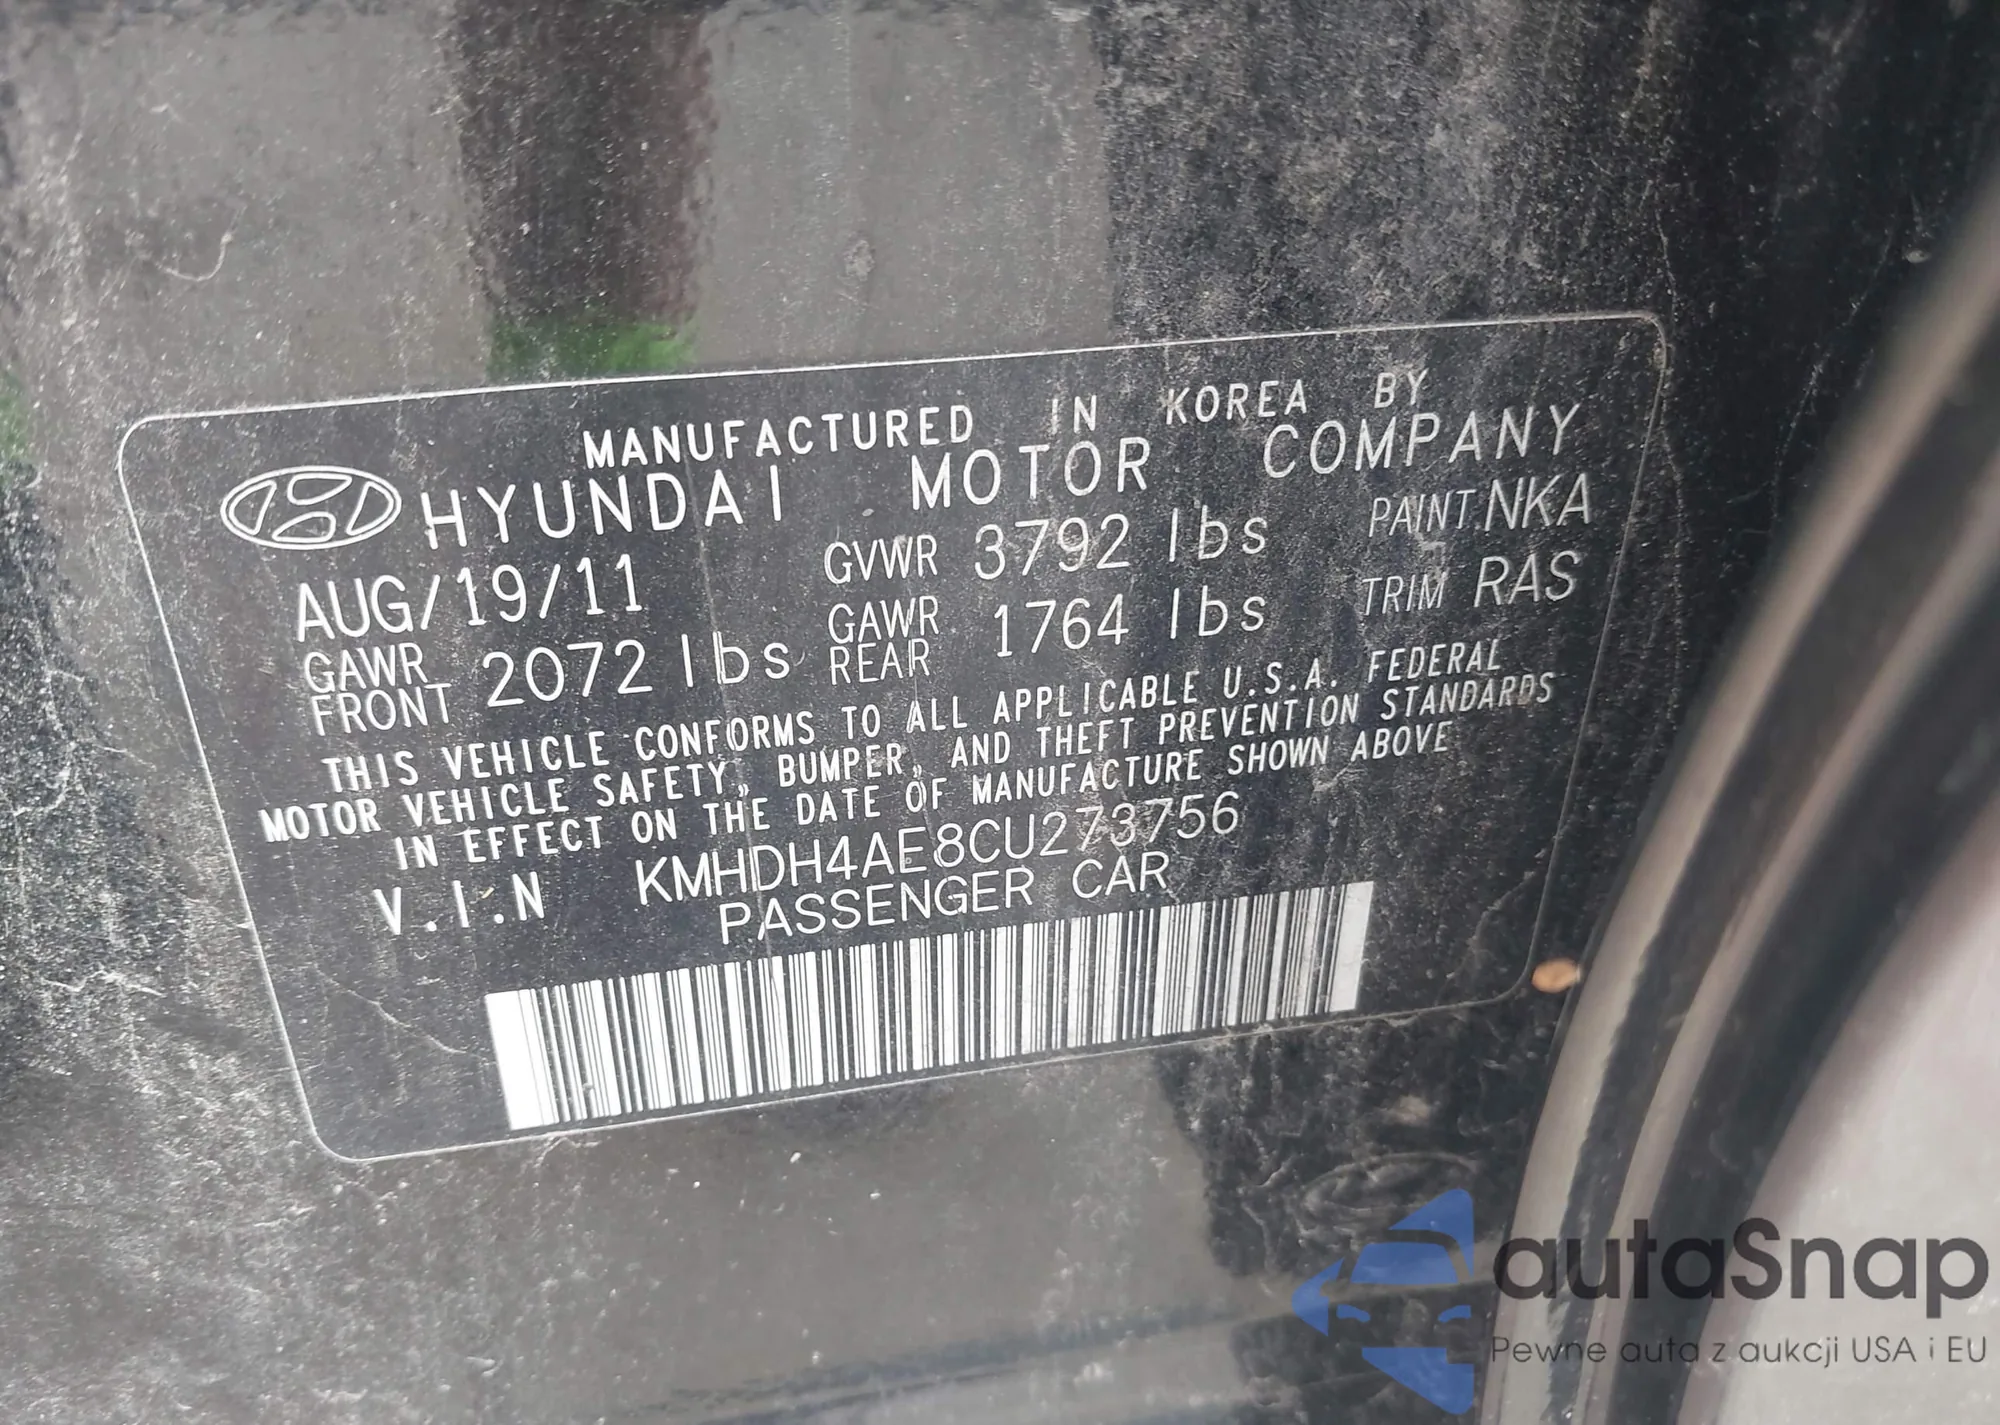 MANUFACTURED IN KOREA BY
HYUNDAI MOTOR COMPANY
AUG/19/11 GVWR 3792 lbs PAINT NKA
GAWR FRONT 2072 lbs GAWR REAR 1764 lbs TRIM RAS
THIS VEHICLE CONFORMS TO ALL APPLICABLE U.S.A. FEDERAL
MOTOR VEHICLE SAFETY, BUMPER, AND THEFT PREVENTION STANDARDS
IN EFFECT ON THE DATE OF MANUFACTURE SHOWN ABOVE
V.I.N KMHDH4AE8CU273756
PASSENGER CAR
autaSnap
Pewne auta z aukcji USA i EU